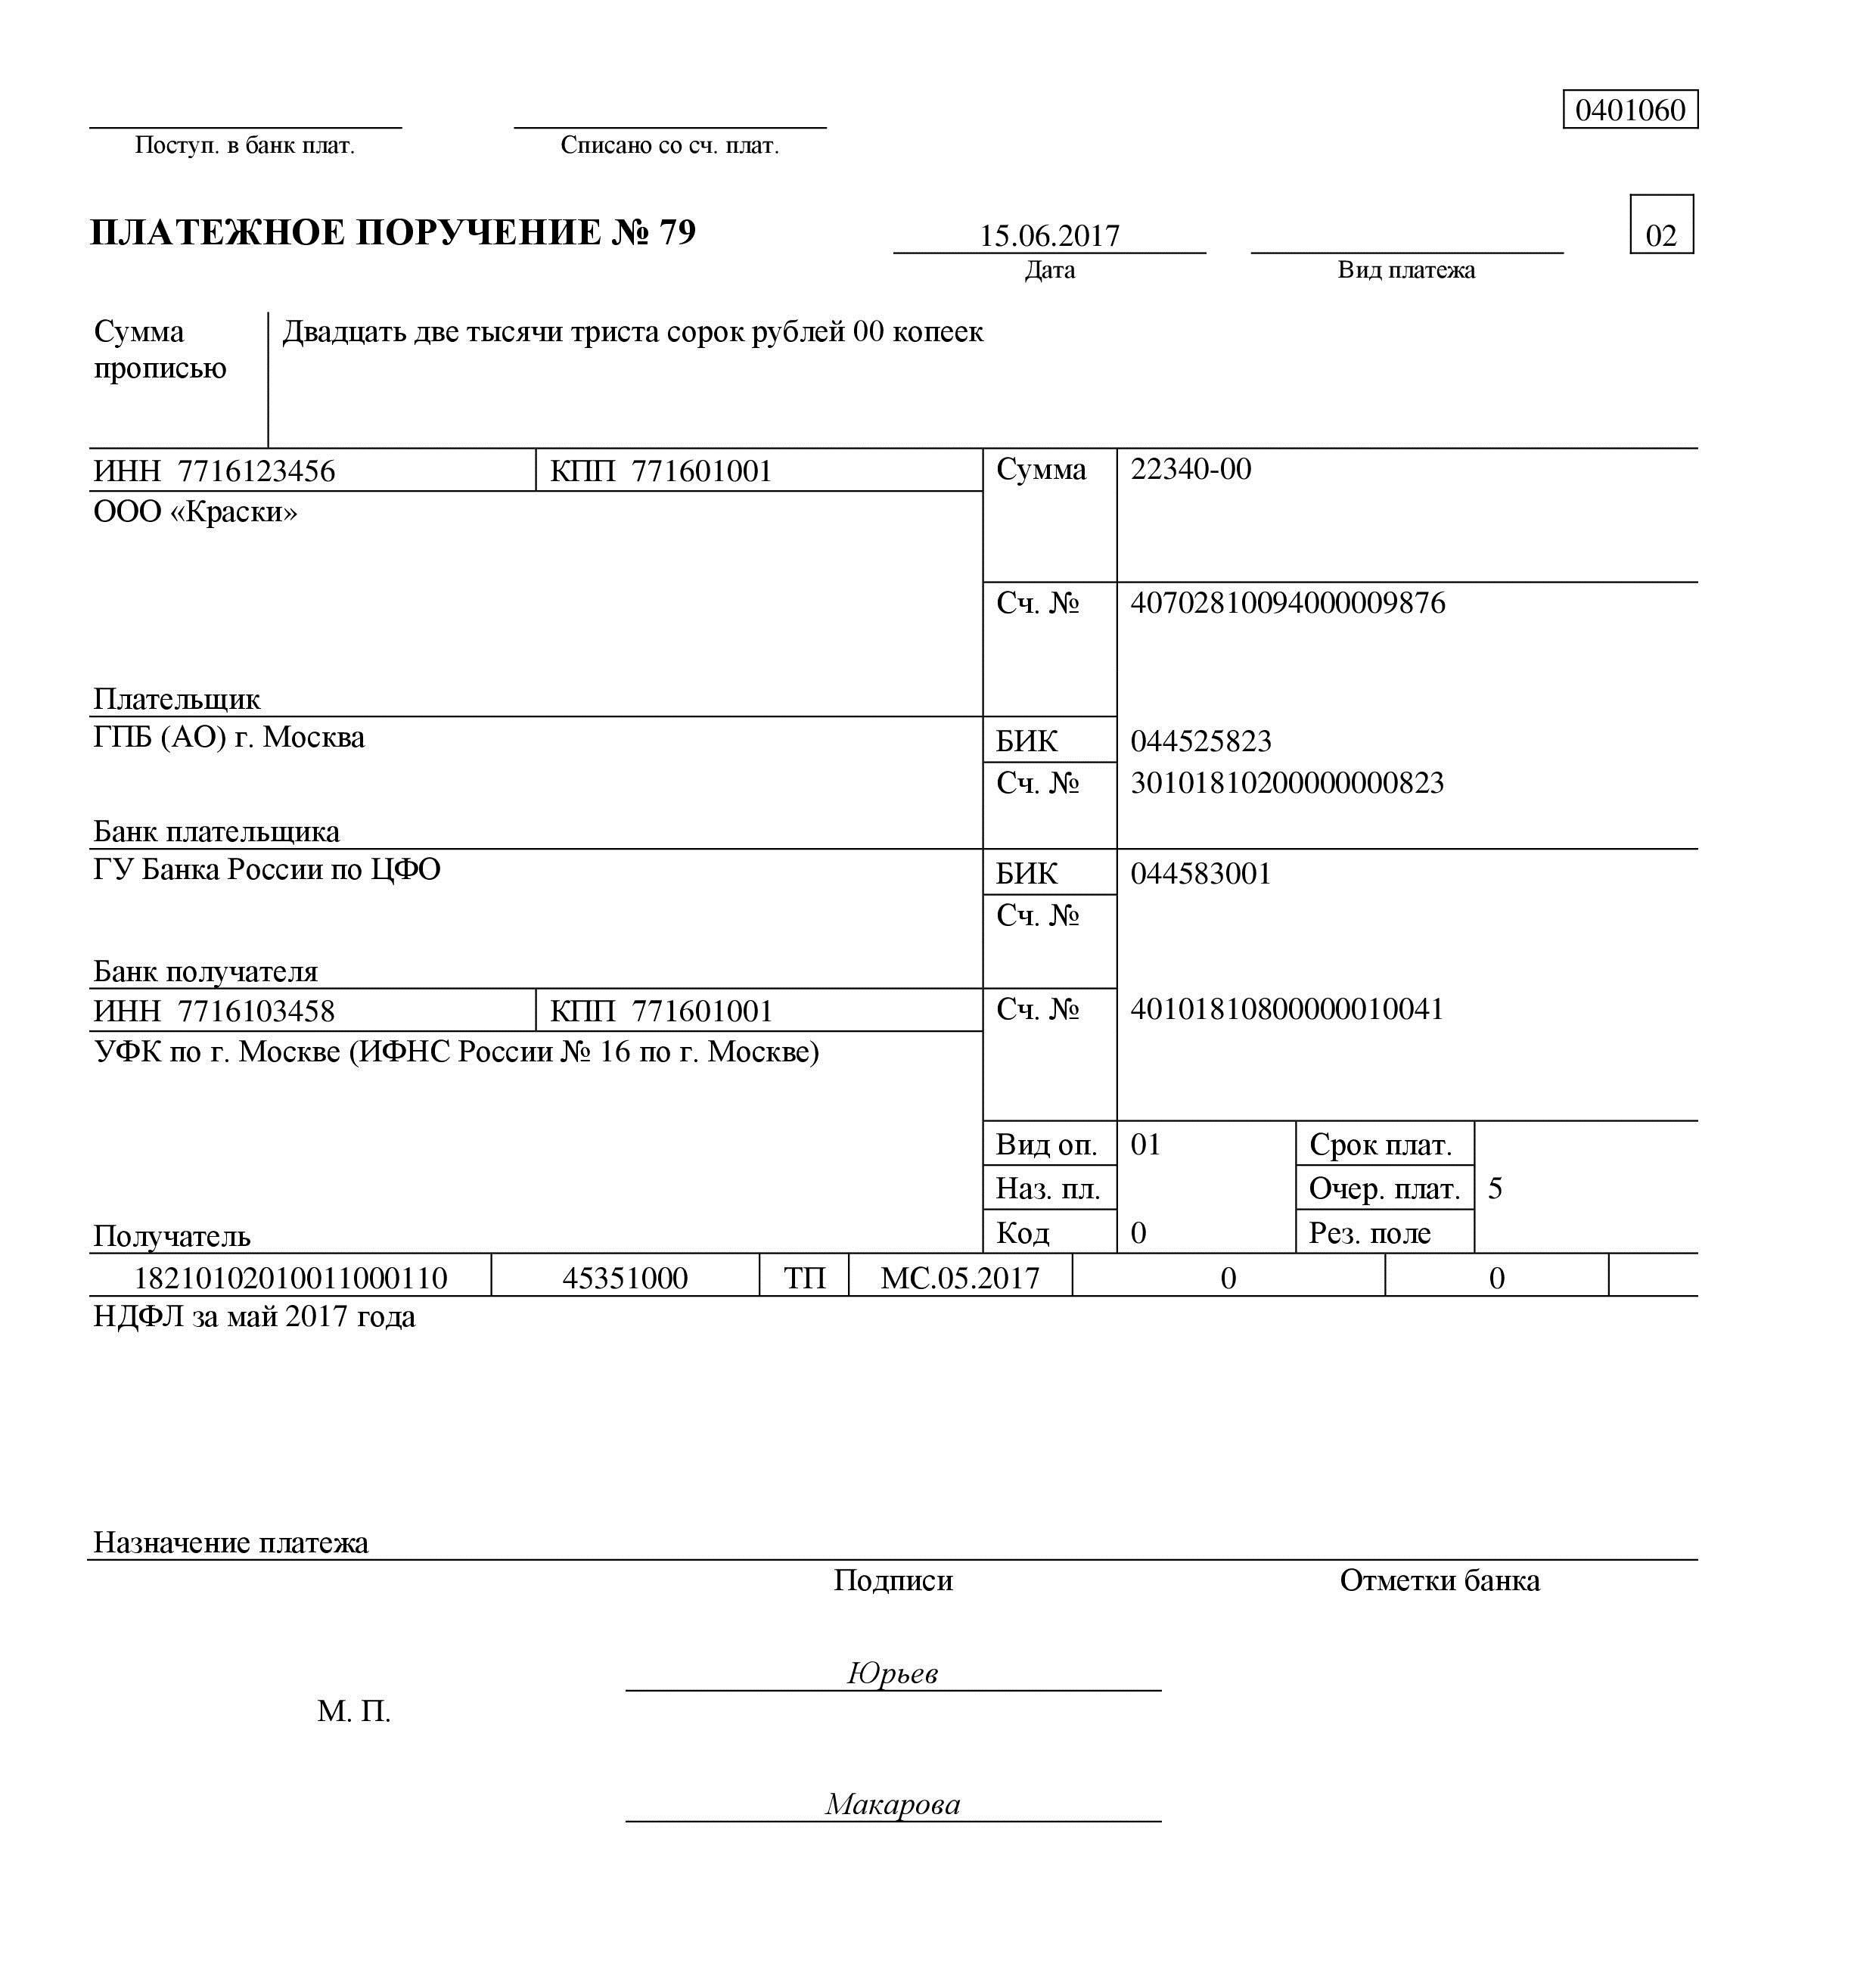 0401060
Поступ. в банк плат. Списано со сч. плат.
ПЛАТЕЖНОЕ ПОРУЧЕНИЕ № 79 15.06.2017 02
Дата Вид платежа
Сумма Двадцать две тысячи триста сорок рублей 00 копеек
прописью
ИНН 7716123456 КПП 771601001 Сумма 22340-00
ООО «Краски»
Сч. № 40702810094000009876
Плательщик
ГПБ (АО) г. Москва БИК 044525823
Сч. № 30101810200000000823
Банк плательщика
ГУ Банка России по ЦФО БИК 044583001
Сч. №
Банк получателя
ИНН 7716103458 КПП 771601001 Сч. № 40101810800000010041
УФК по г. Москве (ИФНС России № 16 по г. Москве)
Вид оп. 01 Срок плат.
Наз. пл. Очер. плат. 5
Получатель Код 0 Рез. поле
18210102010011000110 45351000 ТП МС.05.2017 0 0
НДФЛ за май 2017 года
Назначение платежа
Подписи Отметки банка
Юрьев
М. П.
Макарова